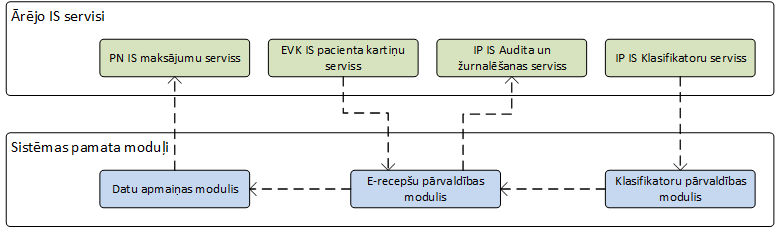 Ārējo IS servisi
PN IS maksājumu serviss
EVK IS pacienta kartiņu
serviss
IP IS Audita un
žurnalēšanas serviss
IP IS Klasifikatoru serviss
Sistēmas pamata moduļi
Datu apmaiņas modulis
E-recepšu pārvaldības
modulis
Klasifikatoru pārvaldības
modulis